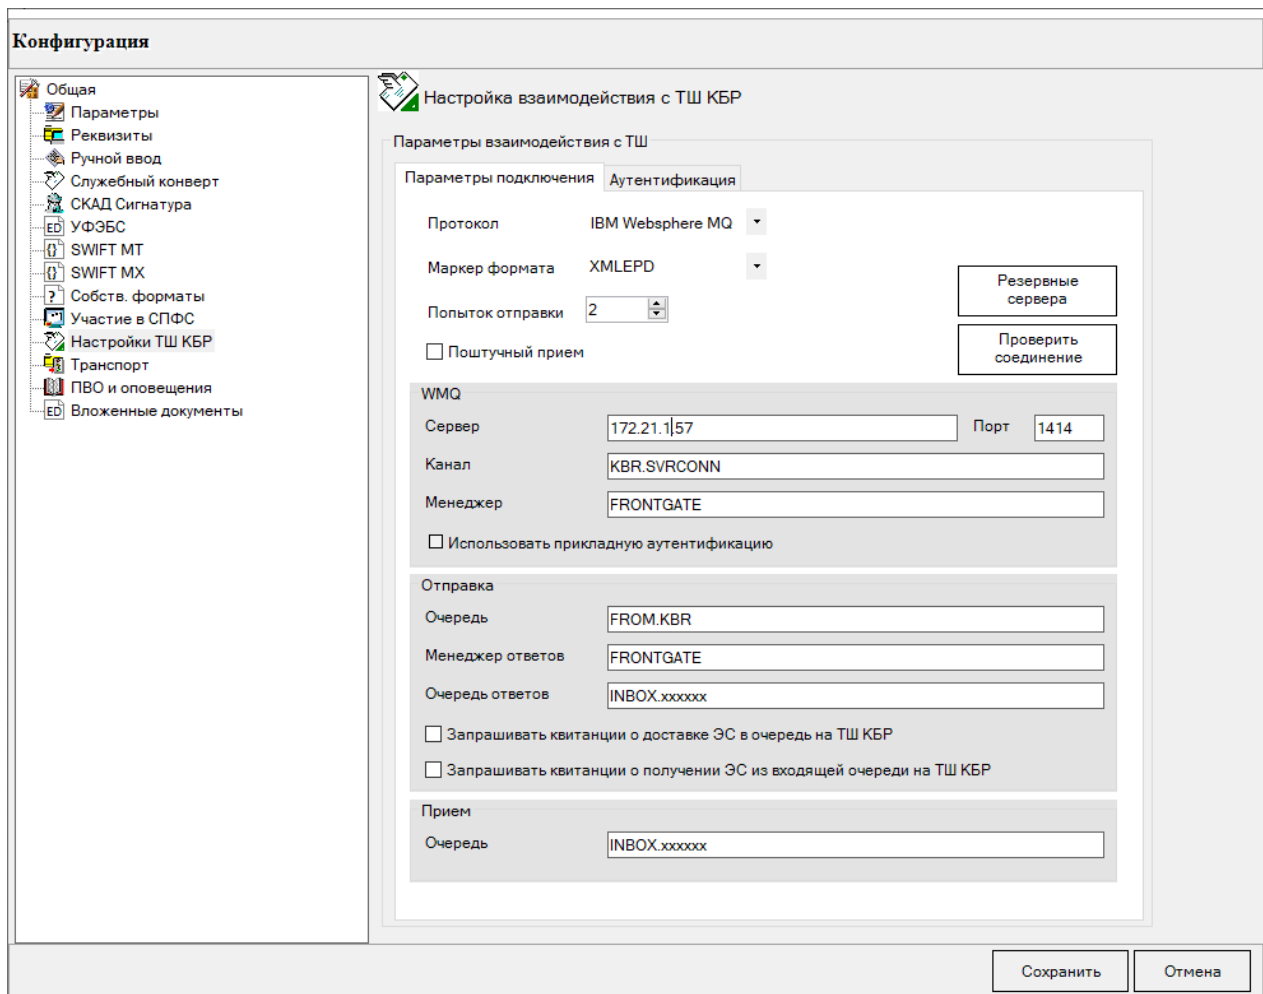 Конфигурация
Общая
Параметры
Реквизиты
Ручной ввод
Служебный конверт
СКАД Сигнатура
ED УФЭБС
{} SWIFT MT
{} SWIFT MX
? Собств. форматы
Участие в СПФС
Настройки ТШ КБР
Транспорт
ПВО и оповещения
ED Вложенные документы
Настройка взаимодействия с ТШ КБР
Параметры взаимодействия с ТШ
Параметры подключения Аутентификация
Протокол IBM Websphere MQ
Маркер формата XMLEPD
Резервные
сервера
Попыток отправки 2
Проверить
соединение
Поштучный прием
WMQ
Сервер 172.21.1.57 Порт 1414
Канал KBR.SVRCONN
Менеджер FRONTGATE
Использовать прикладную аутентификацию
Отправка
Очередь FROM.KBR
Менеджер ответов FRONTGATE
Очередь ответов INBOX.xxxxxx
Запрашивать квитанции о доставке ЭС в очередь на ТШ КБР
Запрашивать квитанции о получении ЭС из входящей очереди на ТШ КБР
Прием
Очередь INBOX.xxxxxx
Сохранить Отмена